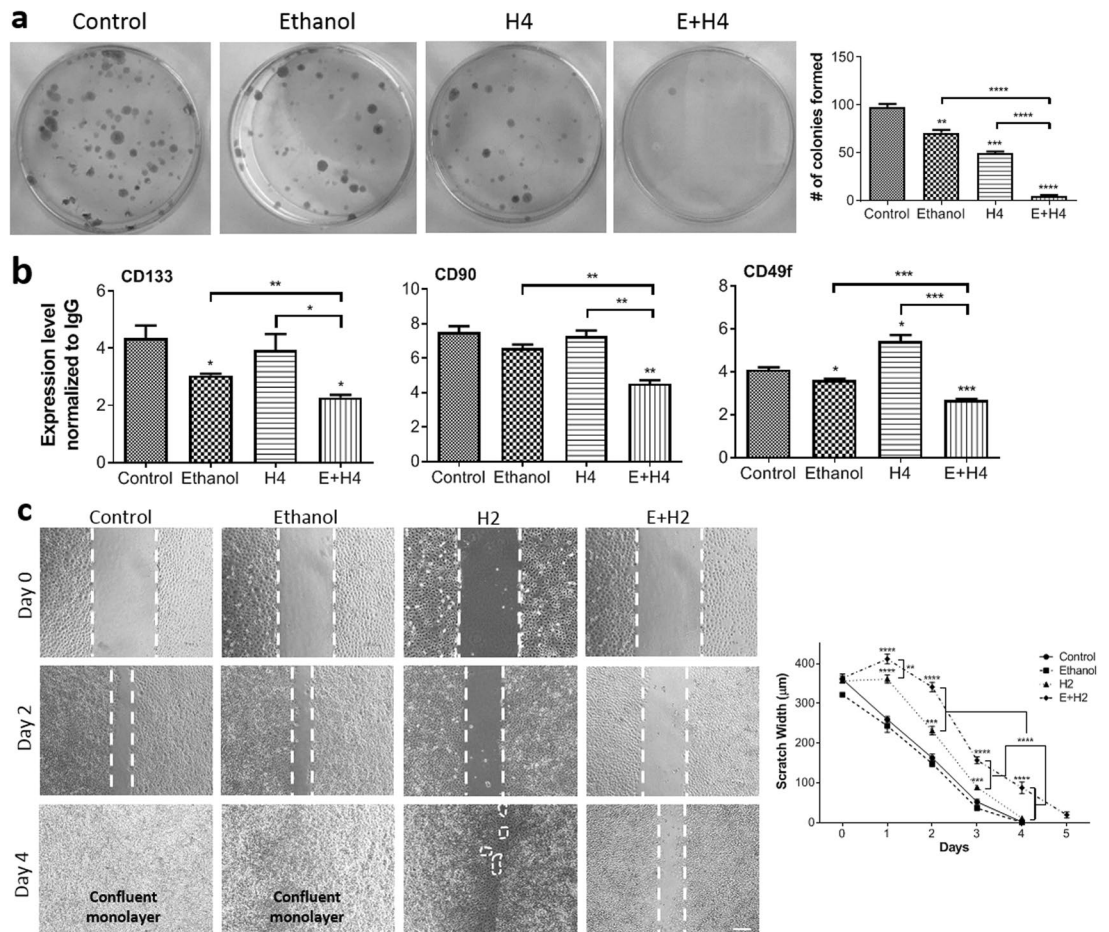 a
Control
Ethanol
H4
E+H4
# of colonies formed
150
100
50
0
****
****
**
***
****
Control
Ethanol
H4
E+H4
b
Expression level
normalized to IgG
CD133
6
4
2
0
**
*
*
*
Control
Ethanol
H4
E+H4
CD90
10
8
6
4
2
0
**
**
**
Control
Ethanol
H4
E+H4
CD49f
8
6
4
2
0
***
***
*
*
***
Control
Ethanol
H4
E+H4
c
Control
Ethanol
H2
E+H2
Day 0
Day 2
Day 4
Confluent
monolayer
Confluent
monolayer
Scratch Width (μm)
400
300
200
100
0
0
1
2
3
4
5
Days
Control
Ethanol
H2
E+H2
****
**
****
****
***
****
****
***
****